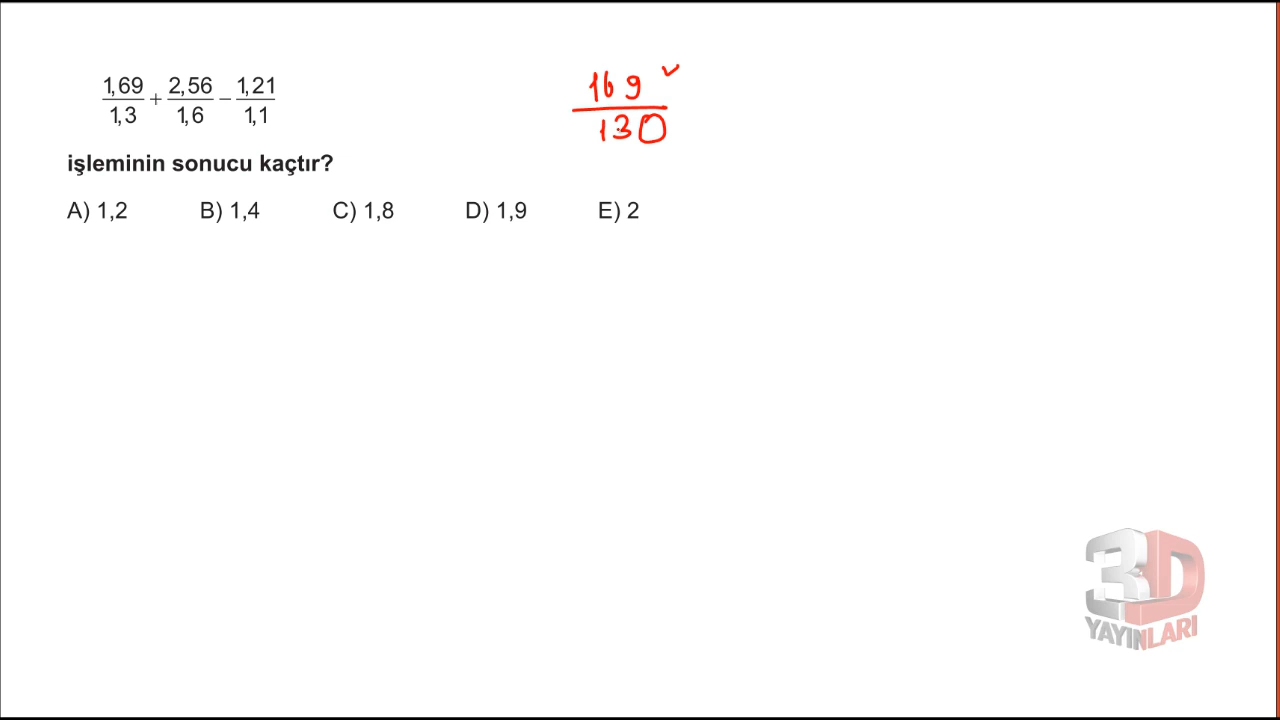 1,69/1,3 + 2,56/1,6 − 1,21/1,1
işleminin sonucu kaçtır?
A) 1,2 B) 1,4 C) 1,8 D) 1,9 E) 2
169
130
3D
YAYINLARI